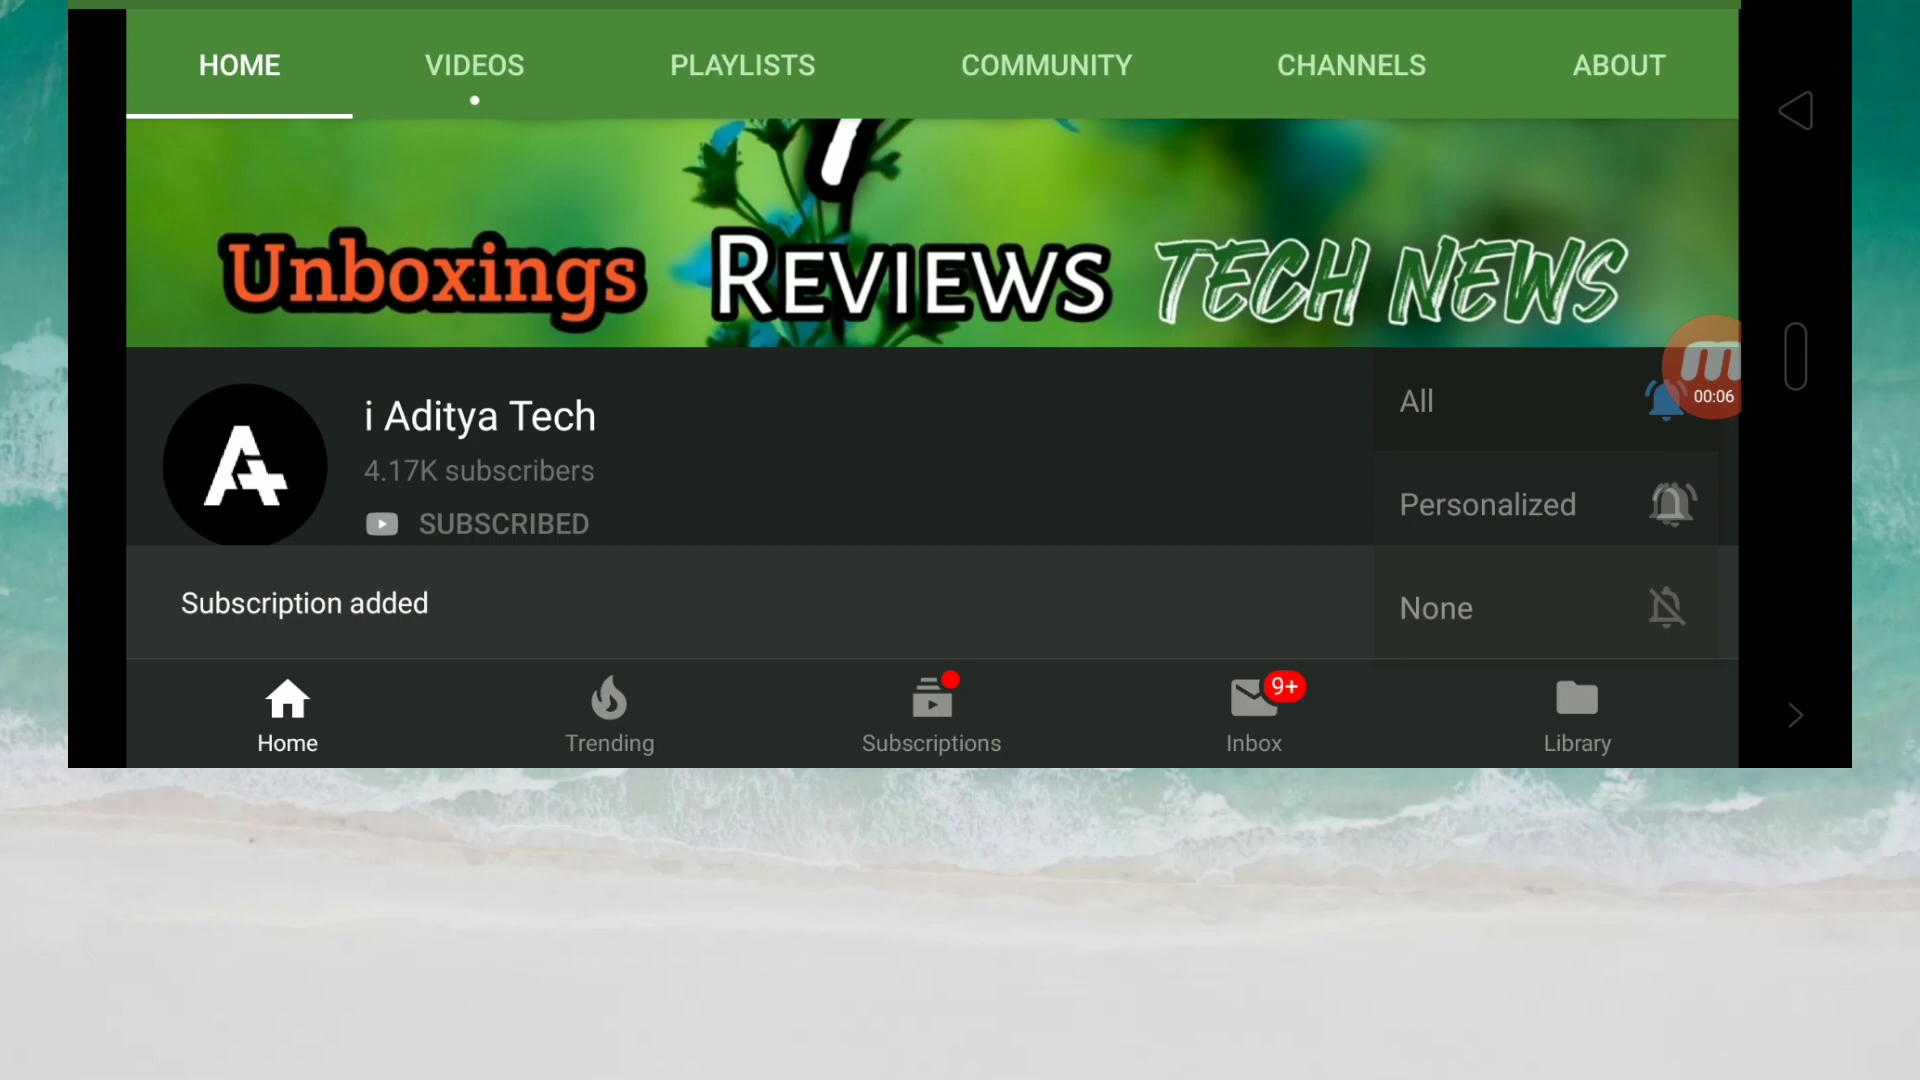 HOME VIDEOS PLAYLISTS COMMUNITY CHANNELS ABOUT
Unboxings REVIEWS TECH NEWS
i Aditya Tech
4.17K subscribers
SUBSCRIBED
All
00:06
Personalized
Subscription added
None
9+
Home Trending Subscriptions Inbox Library